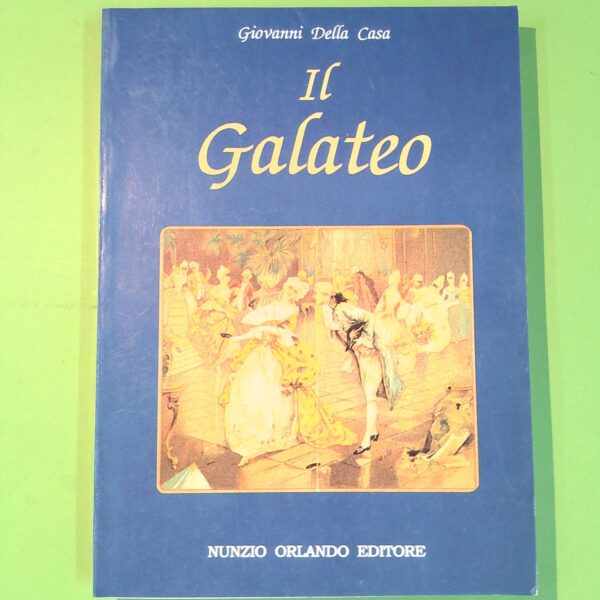 Giovanni Della Casa
Il
Galateo
NUNZIO ORLANDO EDITORE